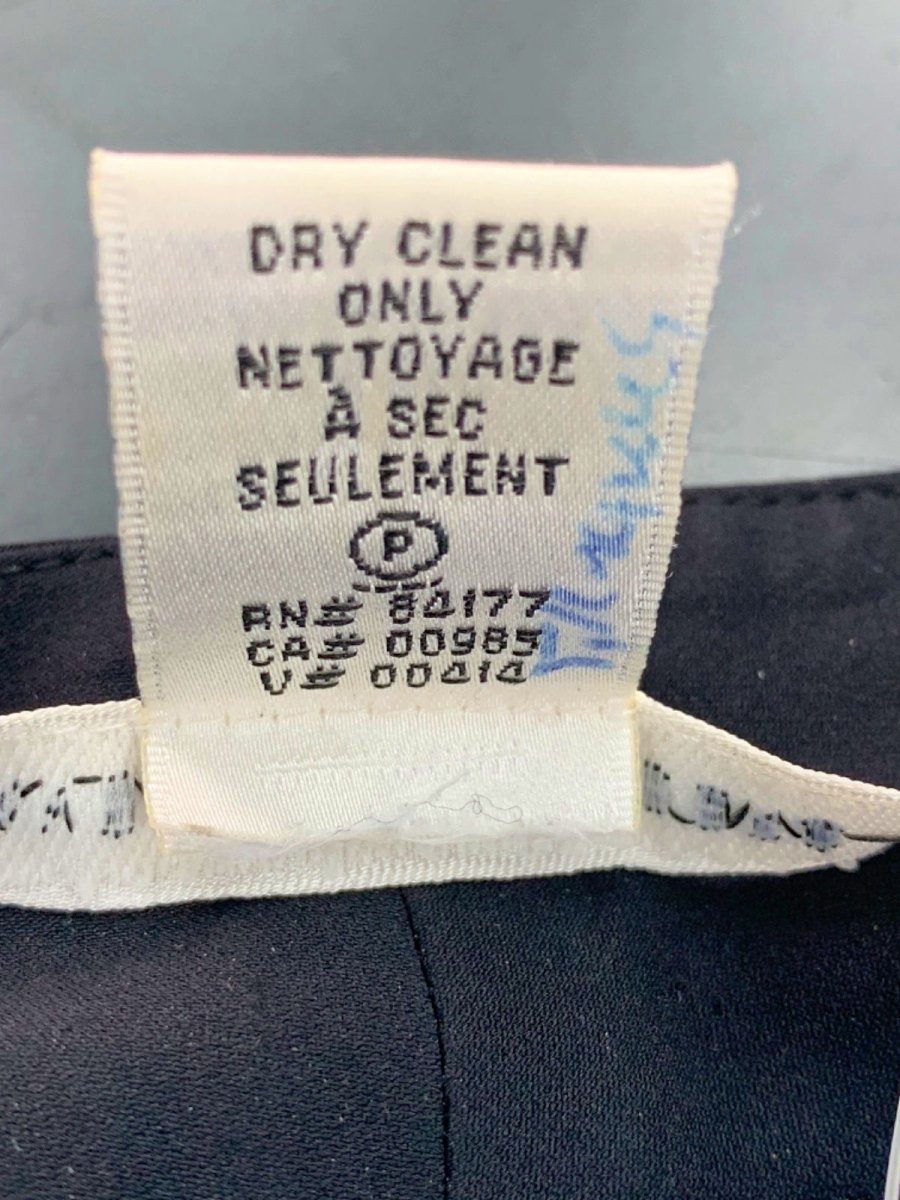 DRY CLEAN
ONLY
NETTOYAGE
À SEC
SEULEMENT
P
RN# 84177
CA# 00985
V# 00414